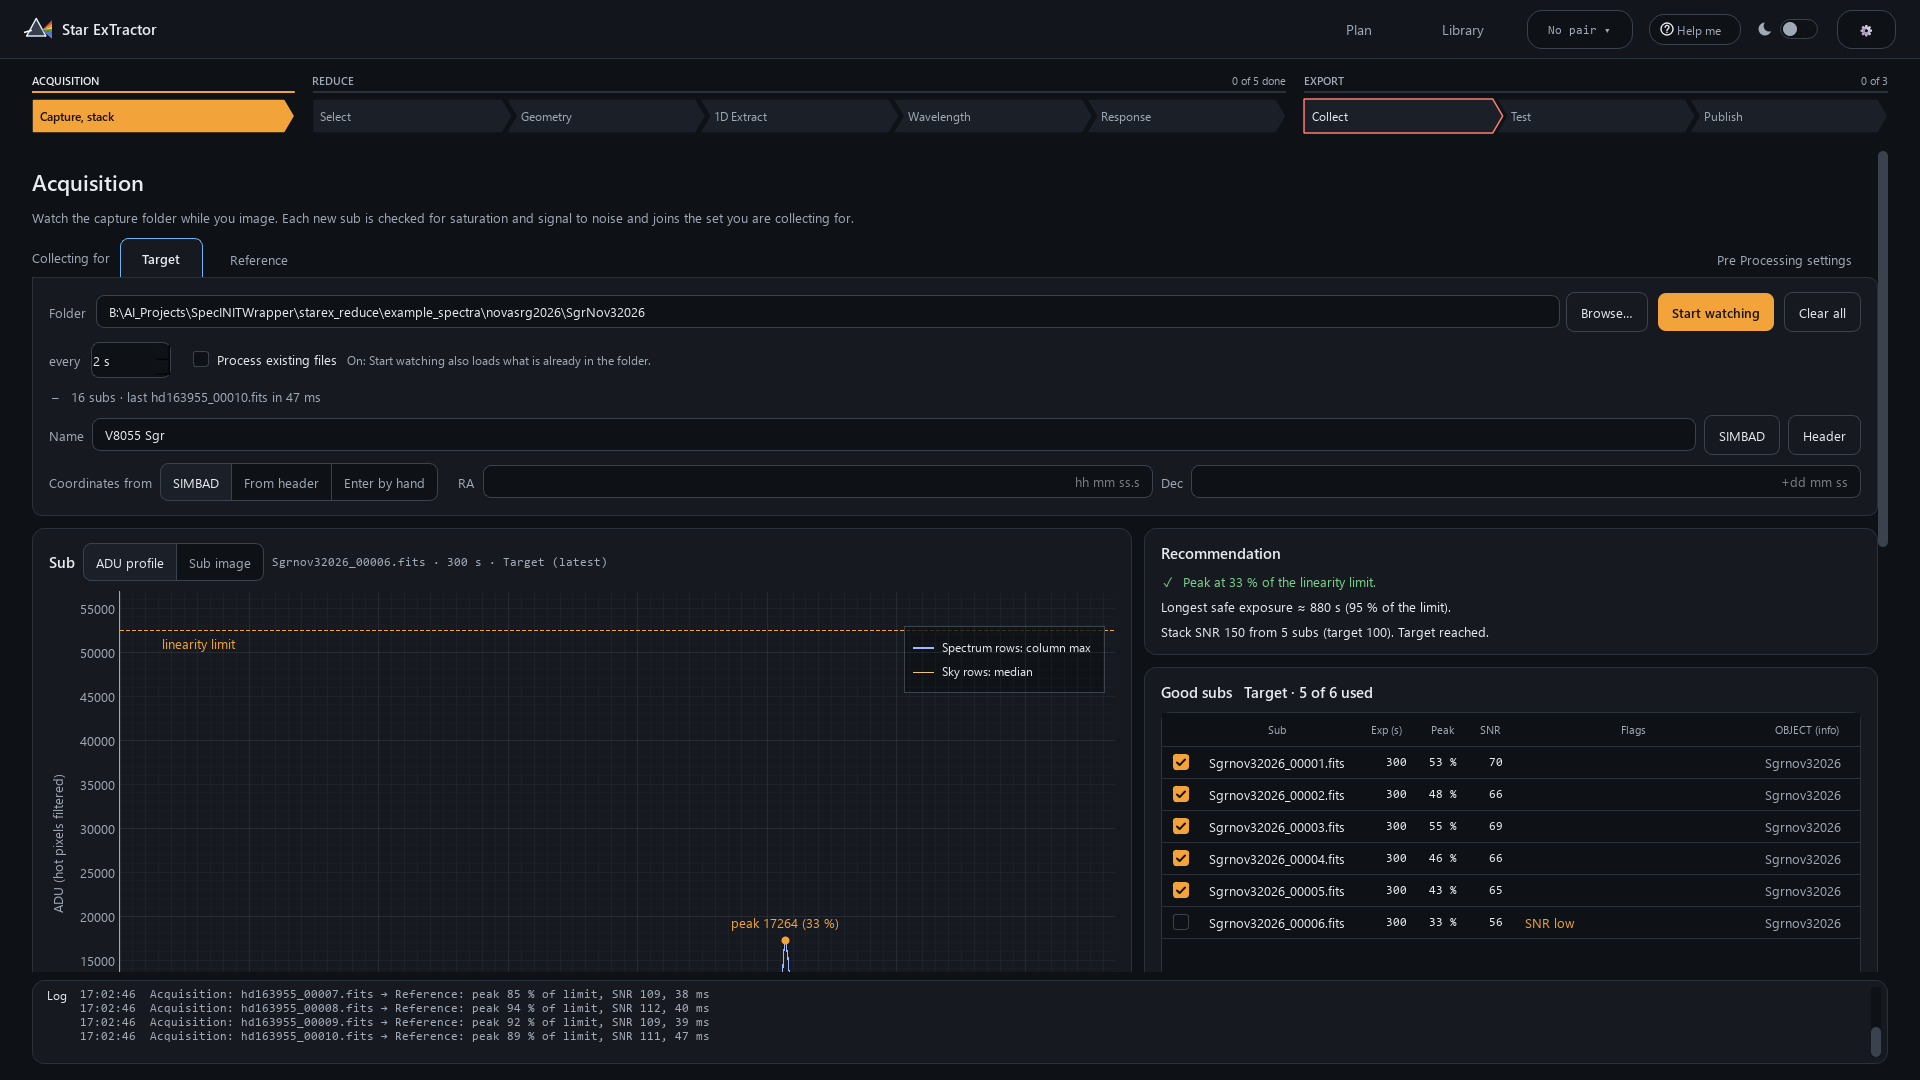 Star ExTractor
Plan
Library
No pair ▾
Help me
ACQUISITION
REDUCE
0 of 5 done
EXPORT
0 of 3
Capture, stack
Select
Geometry
1D Extract
Wavelength
Response
Collect
Test
Publish
Acquisition
Watch the capture folder while you image. Each new sub is checked for saturation and signal to noise and joins the set you are collecting for.
Collecting for
Target
Reference
Pre Processing settings
Folder
B:\AI_Projects\SpecINITWrapper\starex_reduce\example_spectra\novasrg2026\SgrNov32026
Browse...
Start watching
Clear all
every
2 s
Process existing files
On: Start watching also loads what is already in the folder.
– 16 subs · last hd163955_00010.fits in 47 ms
Name
V8055 Sgr
SIMBAD
Header
Coordinates from
SIMBAD
From header
Enter by hand
RA
hh mm ss.s
Dec
+dd mm ss
Sub
ADU profile
Sub image
Sgrnov32026_00006.fits · 300 s · Target (latest)
55000
50000
45000
40000
35000
30000
25000
20000
15000
ADU (hot pixels filtered)
linearity limit
Spectrum rows: column max
Sky rows: median
peak 17264 (33 %)
Recommendation
✓ Peak at 33 % of the linearity limit.
Longest safe exposure ≈ 880 s (95 % of the limit).
Stack SNR 150 from 5 subs (target 100). Target reached.
Good subs Target · 5 of 6 used
Sub Exp (s) Peak SNR Flags OBJECT (info)
Sgrnov32026_00001.fits 300 53 % 70 Sgrnov32026
Sgrnov32026_00002.fits 300 48 % 66 Sgrnov32026
Sgrnov32026_00003.fits 300 55 % 69 Sgrnov32026
Sgrnov32026_00004.fits 300 46 % 66 Sgrnov32026
Sgrnov32026_00005.fits 300 43 % 65 Sgrnov32026
Sgrnov32026_00006.fits 300 33 % 56 SNR low Sgrnov32026
Log
17:02:46 Acquisition: hd163955_00007.fits → Reference: peak 85 % of limit, SNR 109, 38 ms
17:02:46 Acquisition: hd163955_00008.fits → Reference: peak 94 % of limit, SNR 112, 40 ms
17:02:46 Acquisition: hd163955_00009.fits → Reference: peak 92 % of limit, SNR 109, 39 ms
17:02:46 Acquisition: hd163955_00010.fits → Reference: peak 89 % of limit, SNR 111, 47 ms